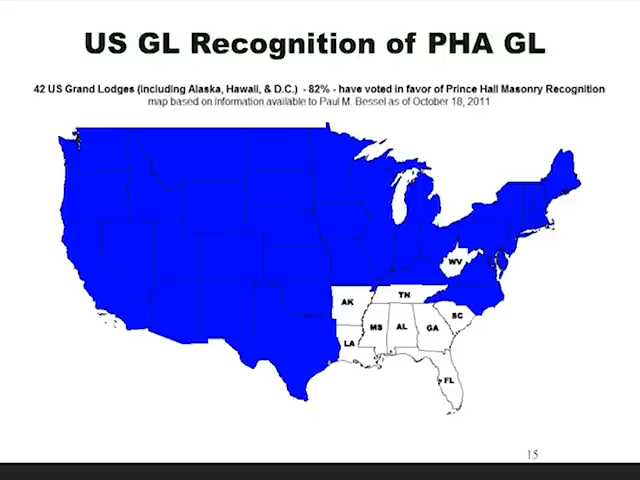 US GL Recognition of PHA GL
42 US Grand Lodges (including Alaska, Hawaii, & D.C.) - 82% - have voted in favor of Prince Hall Masonry Recognition
map based on information available to Paul M. Bessel as of October 18, 2011
WV
AK
TN
SC
MS
AL
GA
LA
FL
15